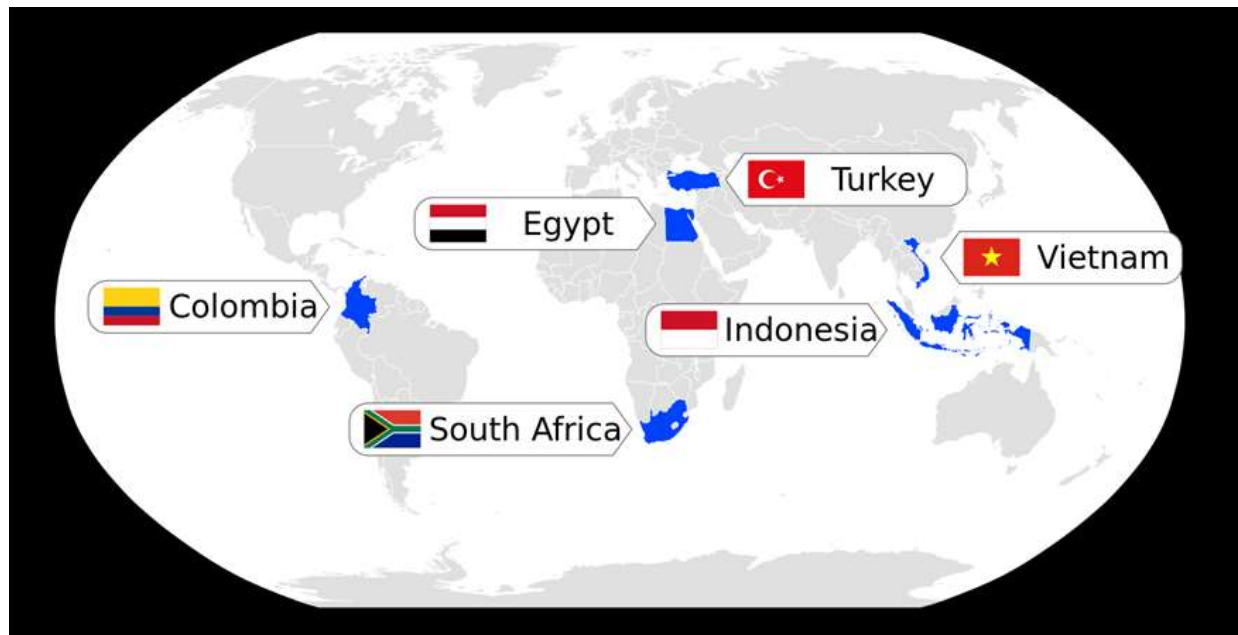 Turkey
Egypt
Vietnam
Colombia
Indonesia
South Africa